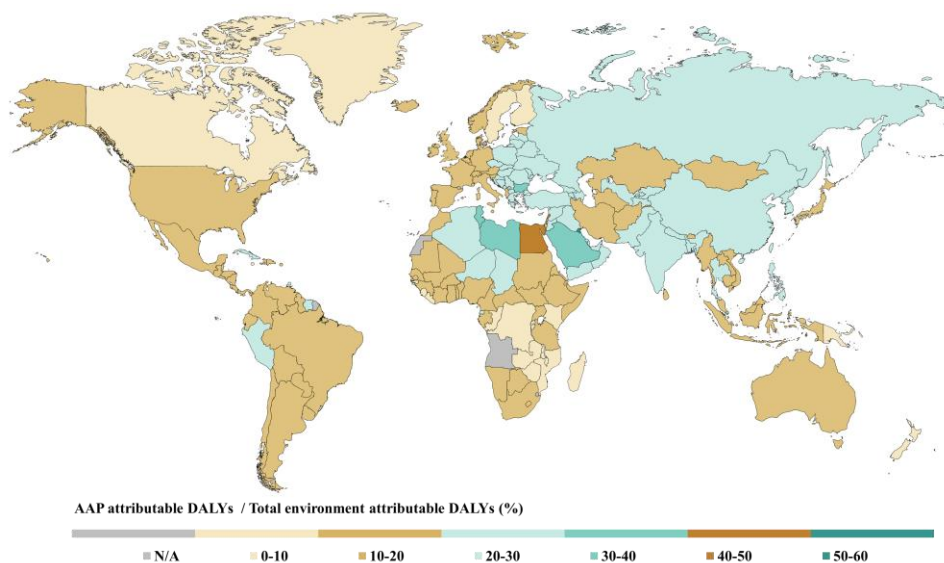 AAP attributable DALYs / Total environment attributable DALYs (%)
N/A 0-10 10-20 20-30 30-40 40-50 50-60